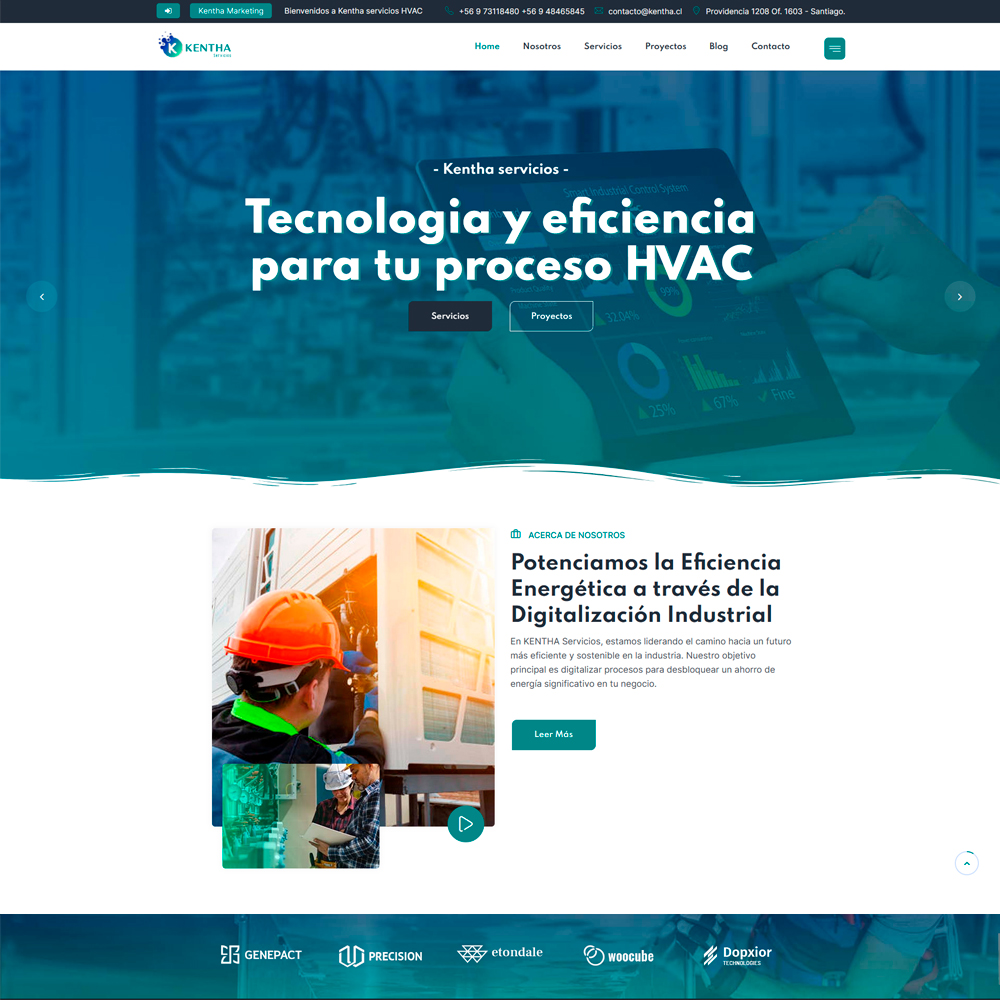 Kentha Marketing
Bienvenidos a Kentha servicios HVAC
+56 9 73118480 +56 9 48465845
contacto@kentha.cl
Providencia 1208 Of. 1603 - Santiago.
KENTHA
Home
Nosotros
Servicios
Proyectos
Blog
Contacto
- Kentha servicios -
Tecnologia y eficiencia
para tu proceso HVAC
Servicios
Proyectos
Smart Industrial Control System
99%
32.04%
25%
67%
Fine
ACERCA DE NOSOTROS
Potenciamos la Eficiencia
Energética a través de la
Digitalización Industrial
En KENTHA Servicios, estamos liderando el camino hacia un futuro
más eficiente y sostenible en la industria. Nuestro objetivo
principal es digitalizar procesos para desbloquear un ahorro de
energía significativo en tu negocio.
Leer Más
GENEPACT
PRECISION
etondale
woocube
Dopxior
TECHNOLOGIES